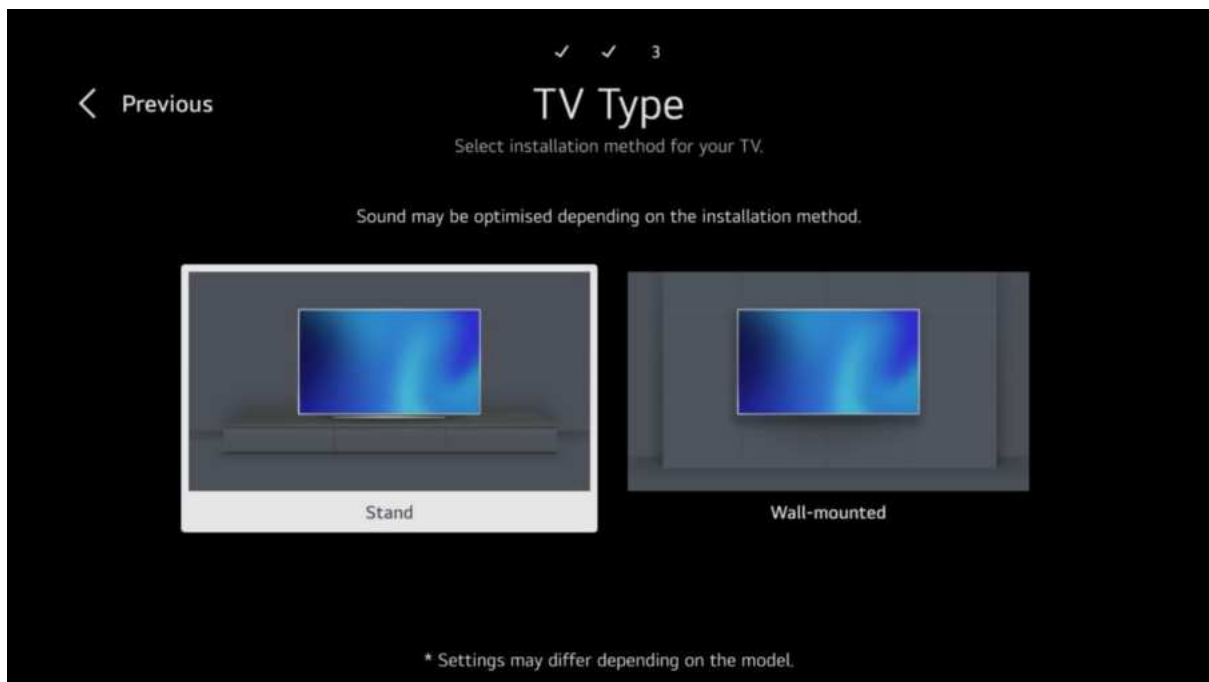 ✓ ✓ 3
Previous
TV Type
Select installation method for your TV.
Sound may be optimised depending on the installation method.
Stand
Wall-mounted
* Settings may differ depending on the model.